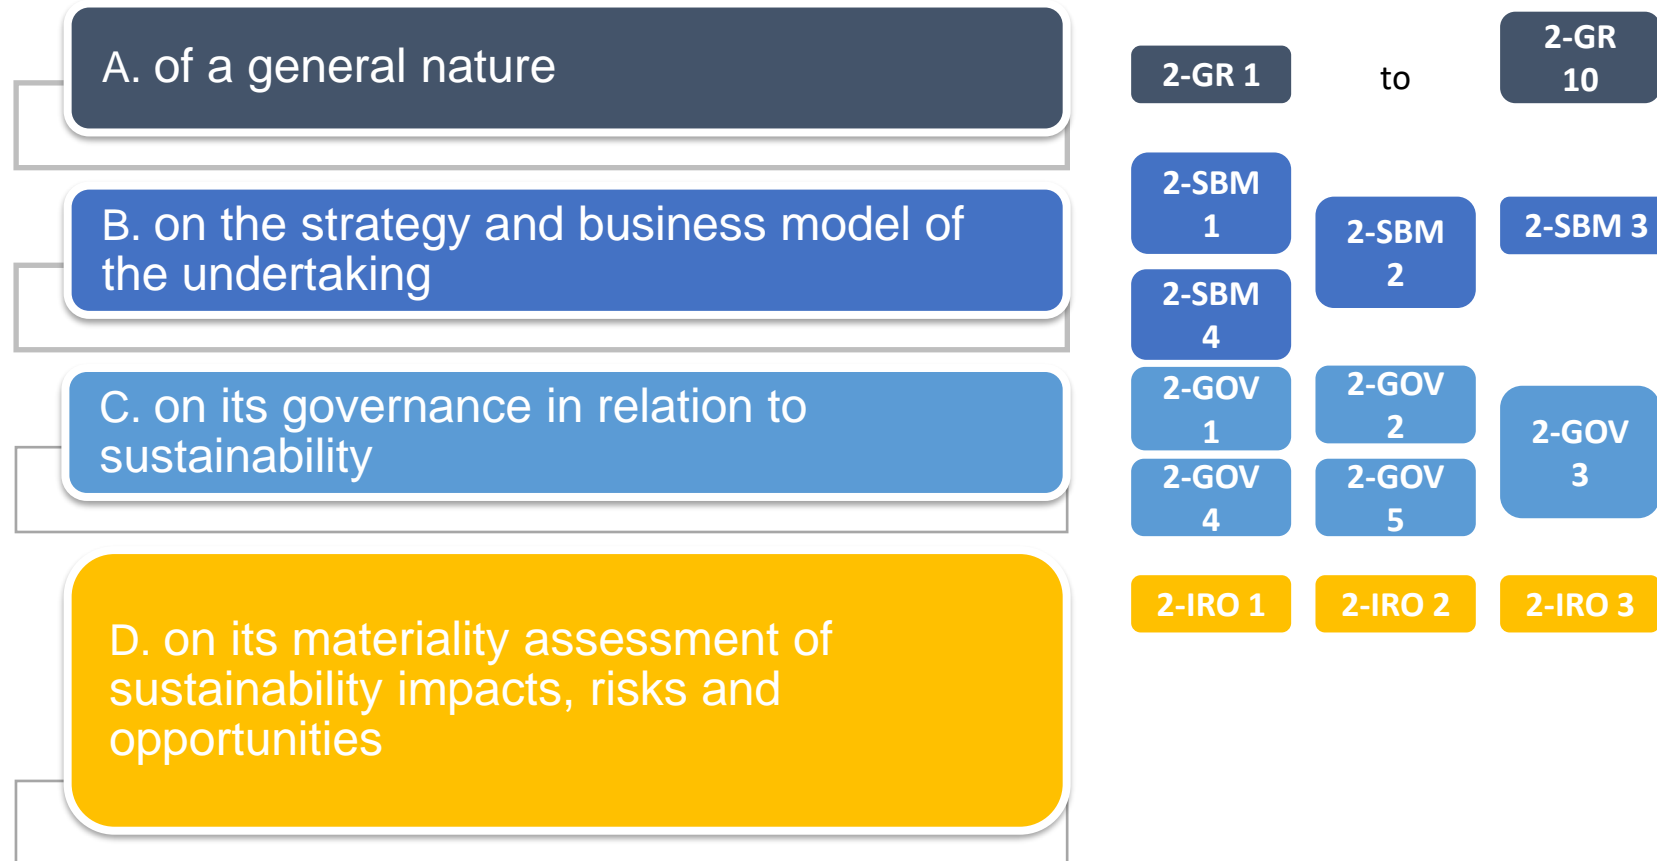 A. of a general nature
2-GR 1
to
2-GR
10
B. on the strategy and business model of
the undertaking
2-SBM
1
2-SBM
2
2-SBM 3
2-SBM
4
C. on its governance in relation to
sustainability
2-GOV
1
2-GOV
2
2-GOV
3
2-GOV
4
2-GOV
5
D. on its materiality assessment of
sustainability impacts, risks and
opportunities
2-IRO 1
2-IRO 2
2-IRO 3